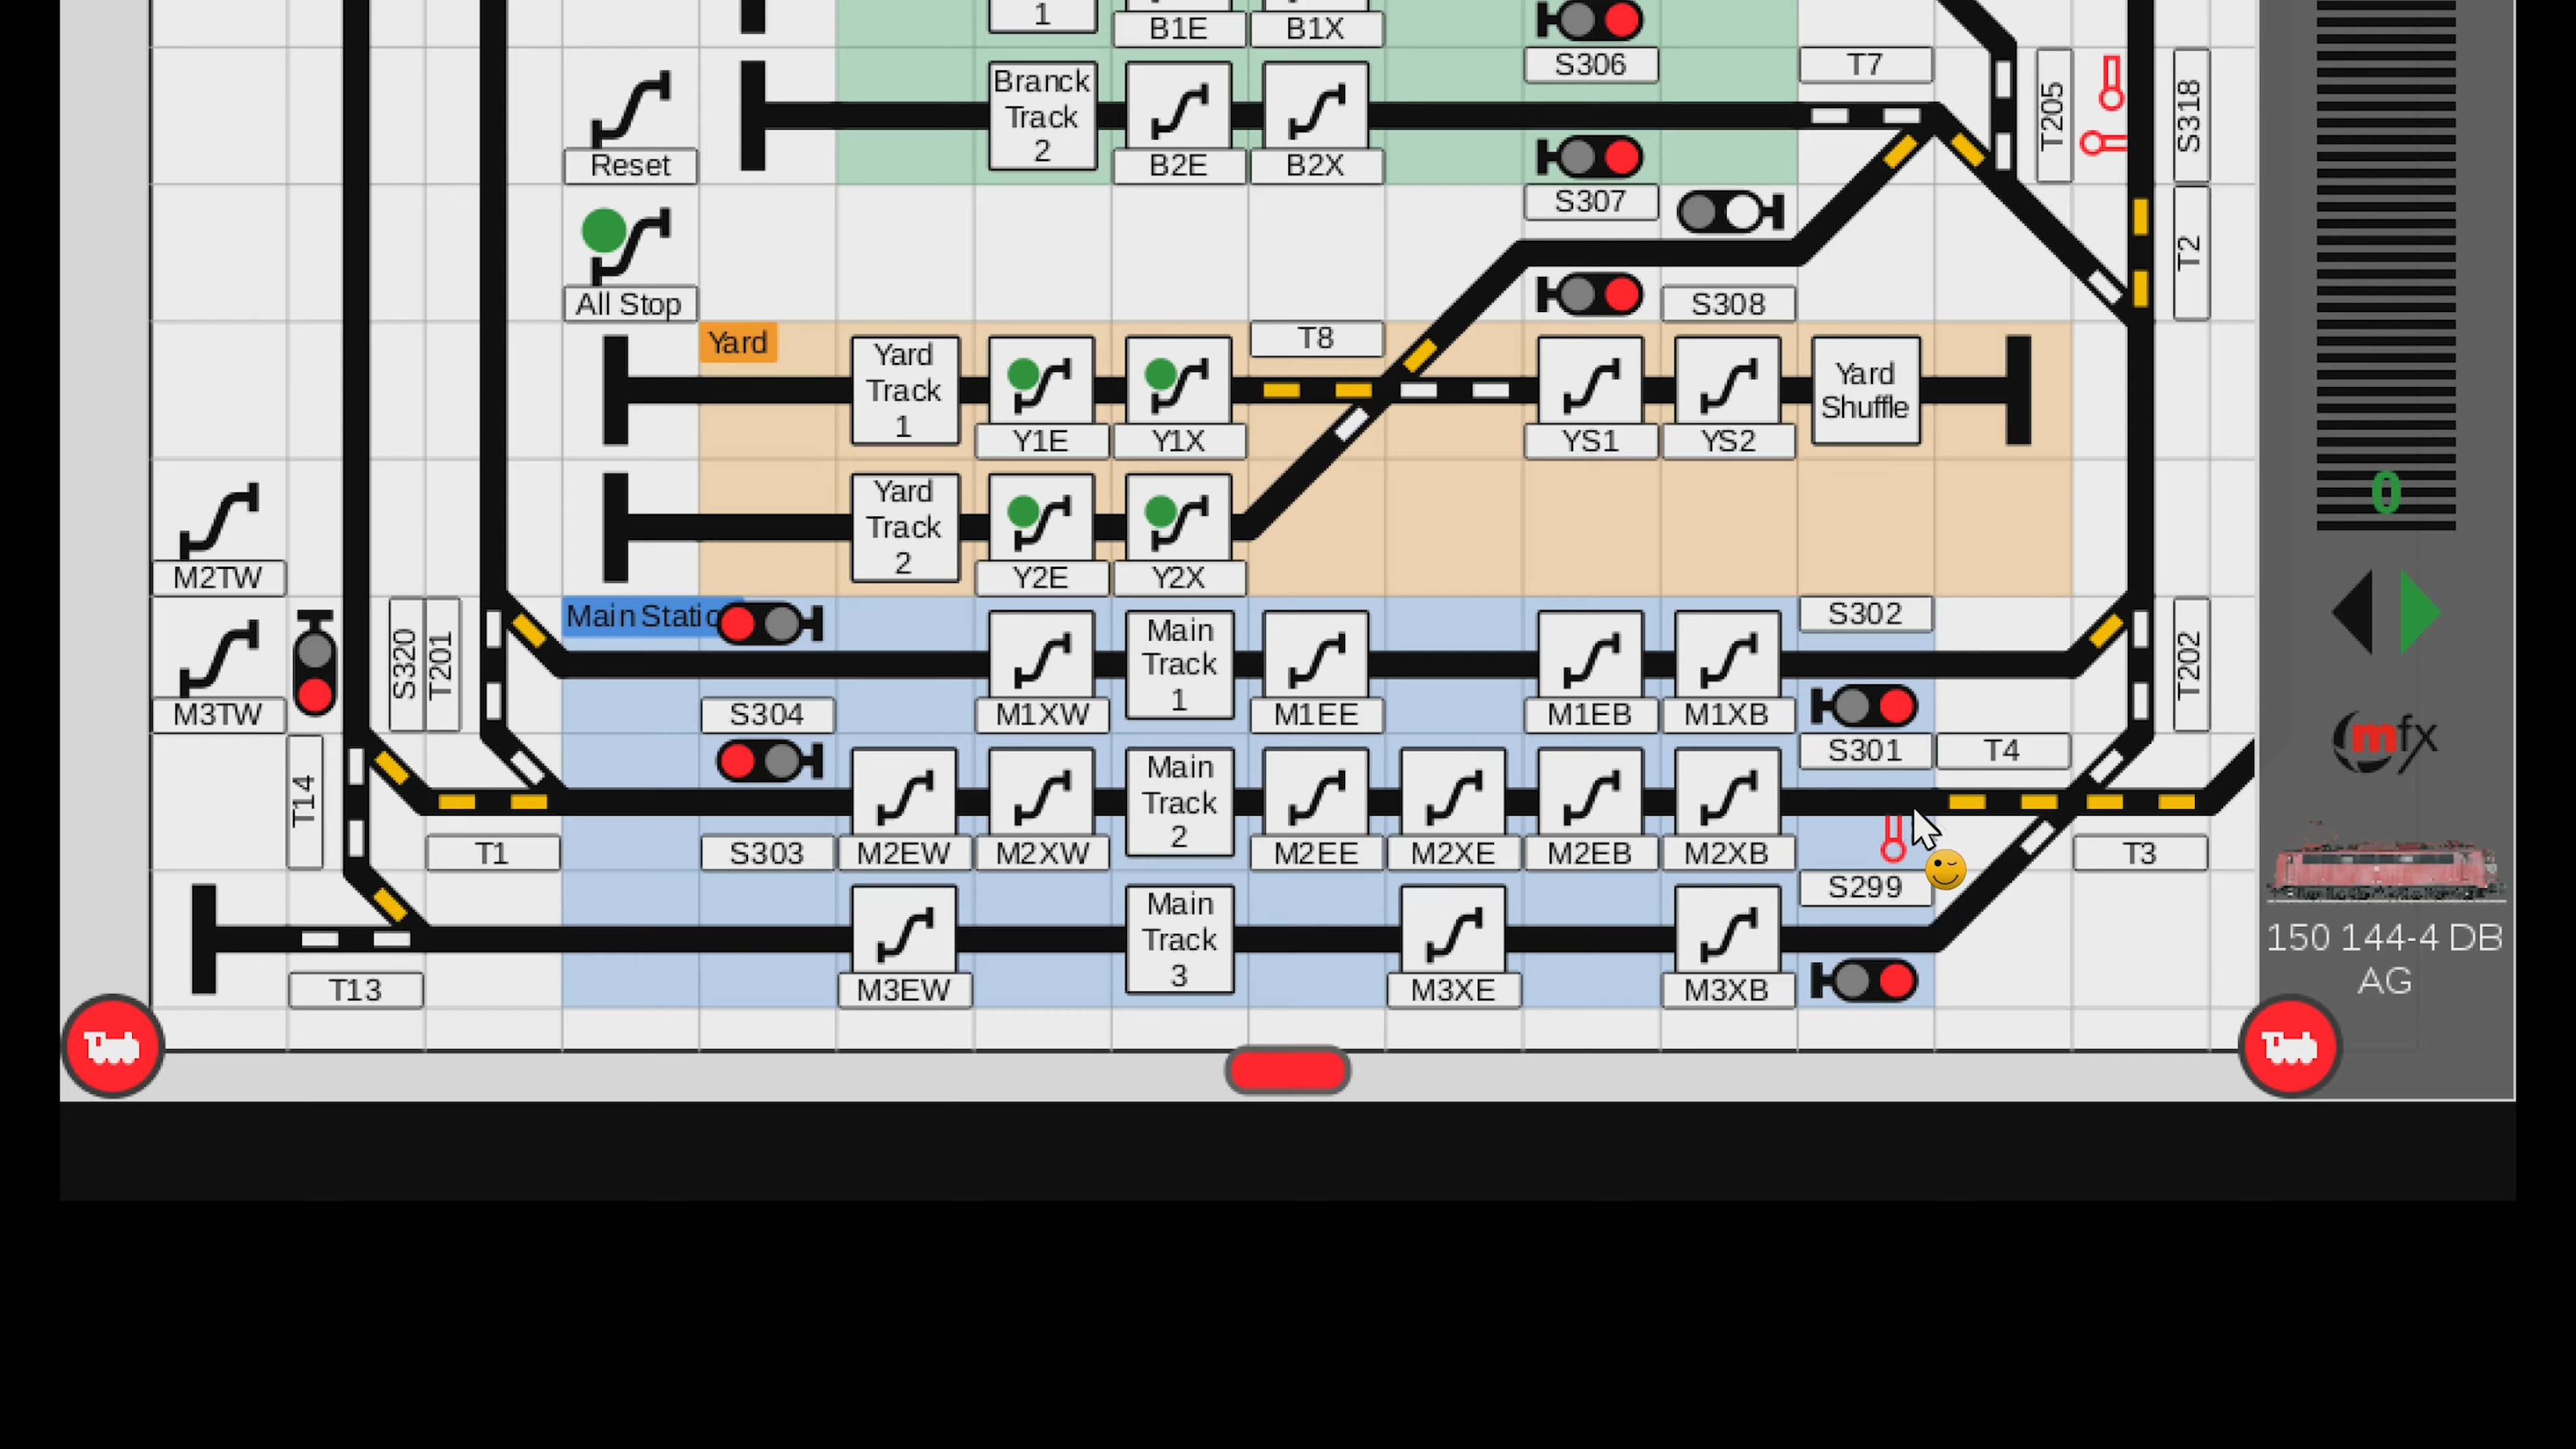 1
B1E
B1X
S306
T7
Reset
Branck
Track
2
B2E
B2X
S307
T205
S318
All Stop
S308
T2
Yard
Yard
Track
1
Y1E
Y1X
T8
YS1
YS2
Yard
Shuffle
0
M2TW
Yard
Track
2
Y2E
Y2X
M3TW
S320
T201
Main Static
S304
M1XW
Main
Track
1
M1EE
M1EB
M1XB
S302
T202
mfx
T14
T1
S303
M2EW
M2XW
Main
Track
2
M2EE
M2XE
M2EB
M2XB
S301
T4
T3
T13
M3EW
Main
Track
3
M3XE
M3XB
S299
150 144-4 DB
AG